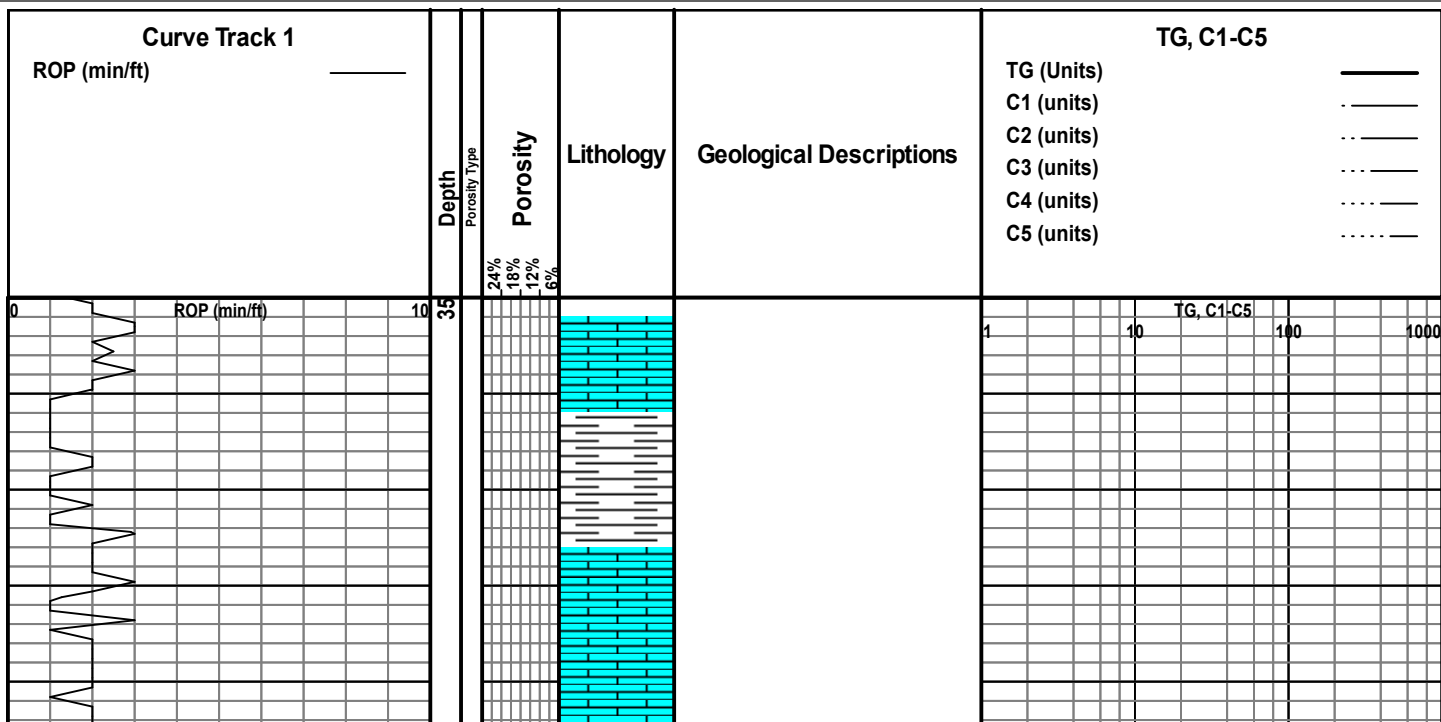 Curve Track 1
ROP (min/ft)
Depth
Porosity Type
Porosity
24%
18%
12%
6%
Lithology
Geological Descriptions
TG, C1-C5
TG (Units)
C1 (units)
C2 (units)
C3 (units)
C4 (units)
C5 (units)
0 ROP (min/ft) 10
35
TG, C1-C5
1 10 100 1000